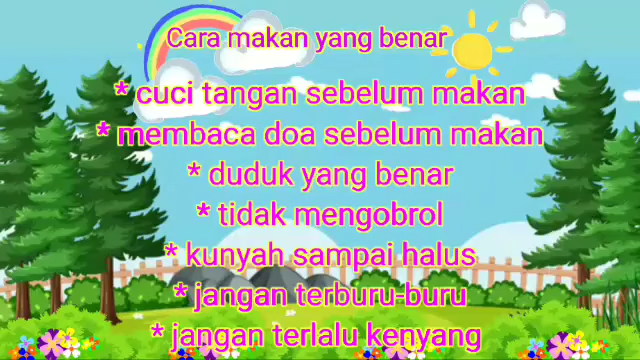 Cara makan yang benar
* cuci tangan sebelum makan
* membaca doa sebelum makan
* duduk yang benar
* tidak mengobrol
* kunyah sampai halus
* jangan terburu-buru
* jangan terlalu kenyang